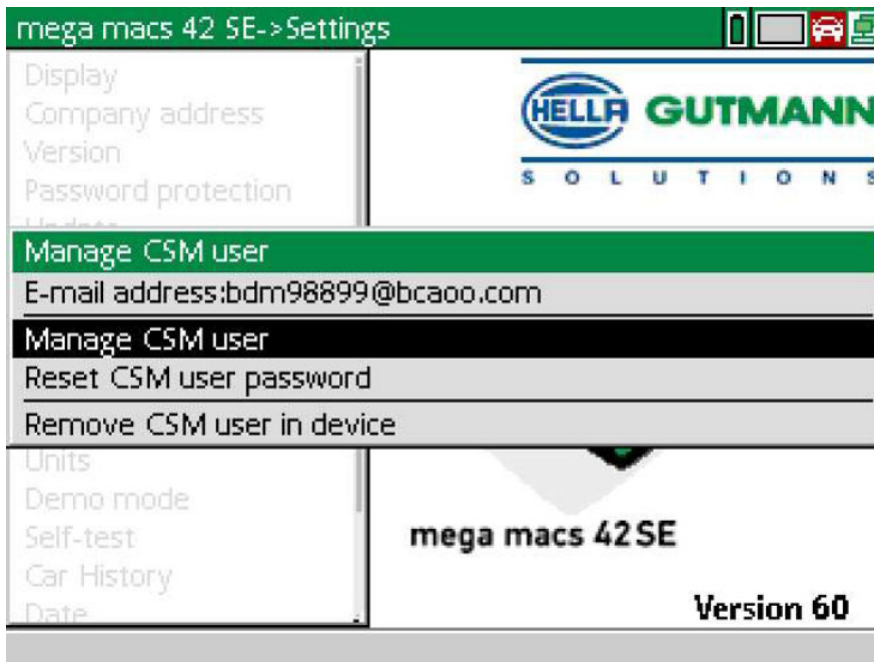 mega macs 42 SE->Settings
Display
Company address
Version
Password protection
Update
HELLA GUTMANN
SOLUTIONS
Manage CSM user
E-mail address:bdm98899@bcaoo.com
Manage CSM user
Reset CSM user password
Remove CSM user in device
Units
Demo mode
Self-test
Car History
Date
mega macs 42 SE
Version 60